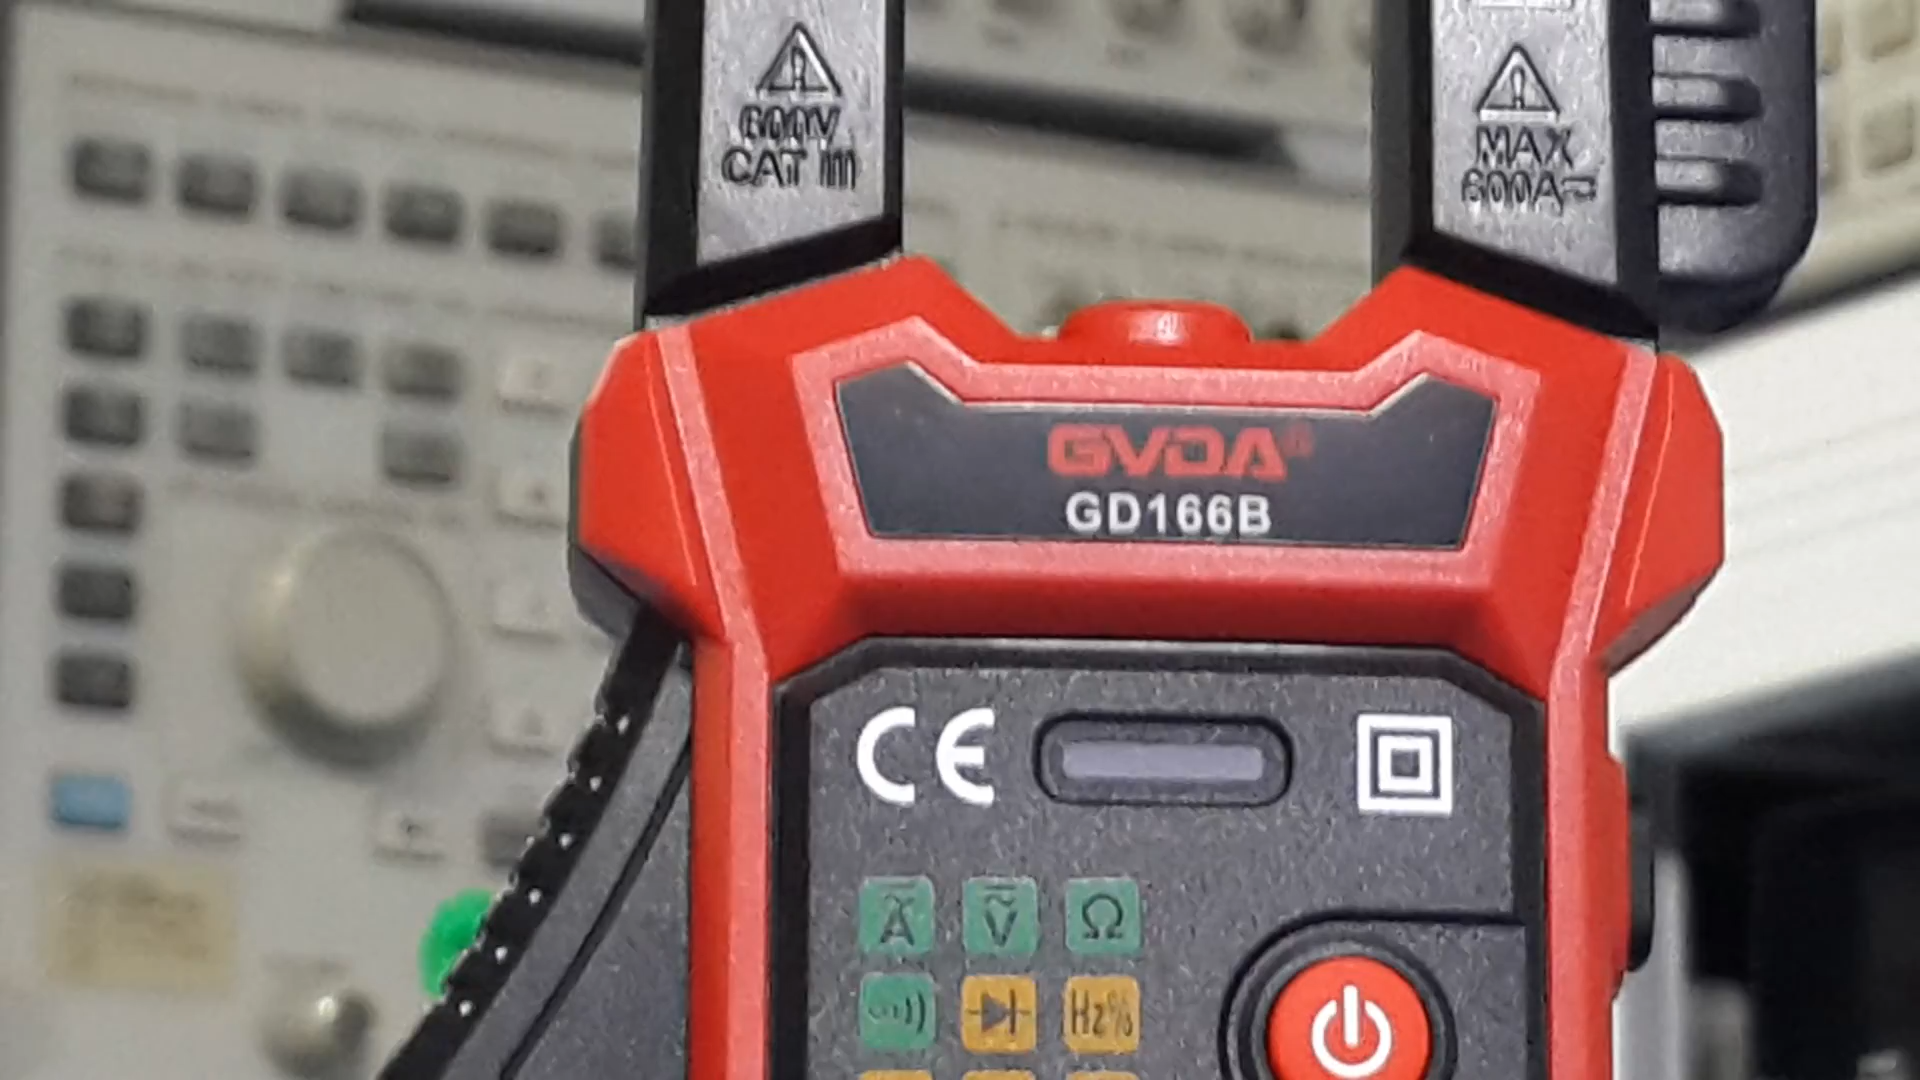 600V
CAT III
MAX
600A
GVDA®
GD166B
CE
A
V
Ω
Hz%